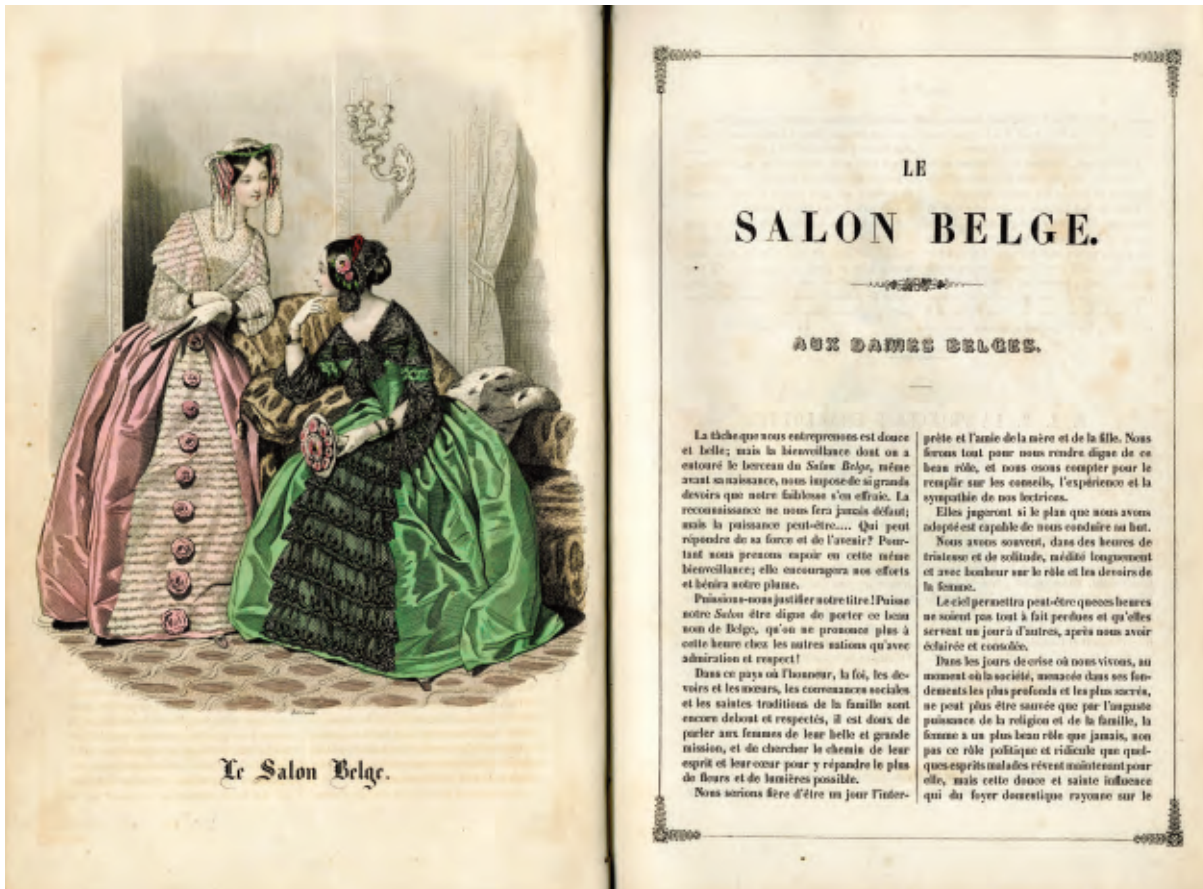 Le Salon Belge.
LE
SALON BELGE.
AUX DAMES BELGES.
La tâche que nous entreprenons est douce
et belle; mais la bienveillance dont on a
entouré le berceau du Salon Belge, même
avant sa naissance, nous impose de si grands
devoirs que notre faiblesse s'en effraie. La
reconnaissance ne nous fera jamais défaut;
mais la puissance peut-être.... Qui peut
répondre de sa force et de l'avenir? Pour-
tant nous prenons espoir en cette même
bienveillance; elle encouragera nos efforts
et bénira notre plume.
Puissions-nous justifier notre titre! Puisse
notre Salon être digne de porter ce beau
nom de Belge, qu'on ne prononce plus à
cette heure chez les autres nations qu'avec
admiration et respect!
Dans ce pays où l'honneur, la foi, les de-
voirs et les mœurs, les convenances sociales
et les saintes traditions de la famille sont
encore debout et respectés, il est doux de
parler aux femmes de leur belle et grande
mission, et de chercher le chemin de leur
esprit et leur cœur pour y répandre le plus
de fleurs et de lumières possible.
Nous serions fière d'être un jour l'inter-
prète et l'amie de la mère et de la fille. Nous
ferons tout pour nous rendre digne de ce
beau rôle, et nous osons compter pour le
remplir sur les conseils, l'expérience et la
sympathie de nos lectrices.
Elles jugeront si le plan que nous avons
adopté est capable de nous conduire au but.
Nous avons souvent, dans des heures de
tristesse et de solitude, médité longuement
et avec bonheur sur le rôle et les devoirs de
la femme.
Le ciel permettra peut-être que ces heures
ne soient pas tout à fait perdues et qu'elles
servent un jour à d'autres, après nous avoir
éclairée et consolée.
Dans les jours de crise où nous vivons, au
moment où la société, menacée dans ses fon-
dements les plus profonds et les plus sacrés,
ne peut plus être sauvée que par l'auguste
puissance de la religion et de la famille, la
femme a un plus beau rôle que jamais, non
pas ce rôle politique et ridicule que quel-
ques esprits malades rêvent maintenant pour
elle, mais cette douce et sainte influence
qui du foyer domestique rayonne sur le